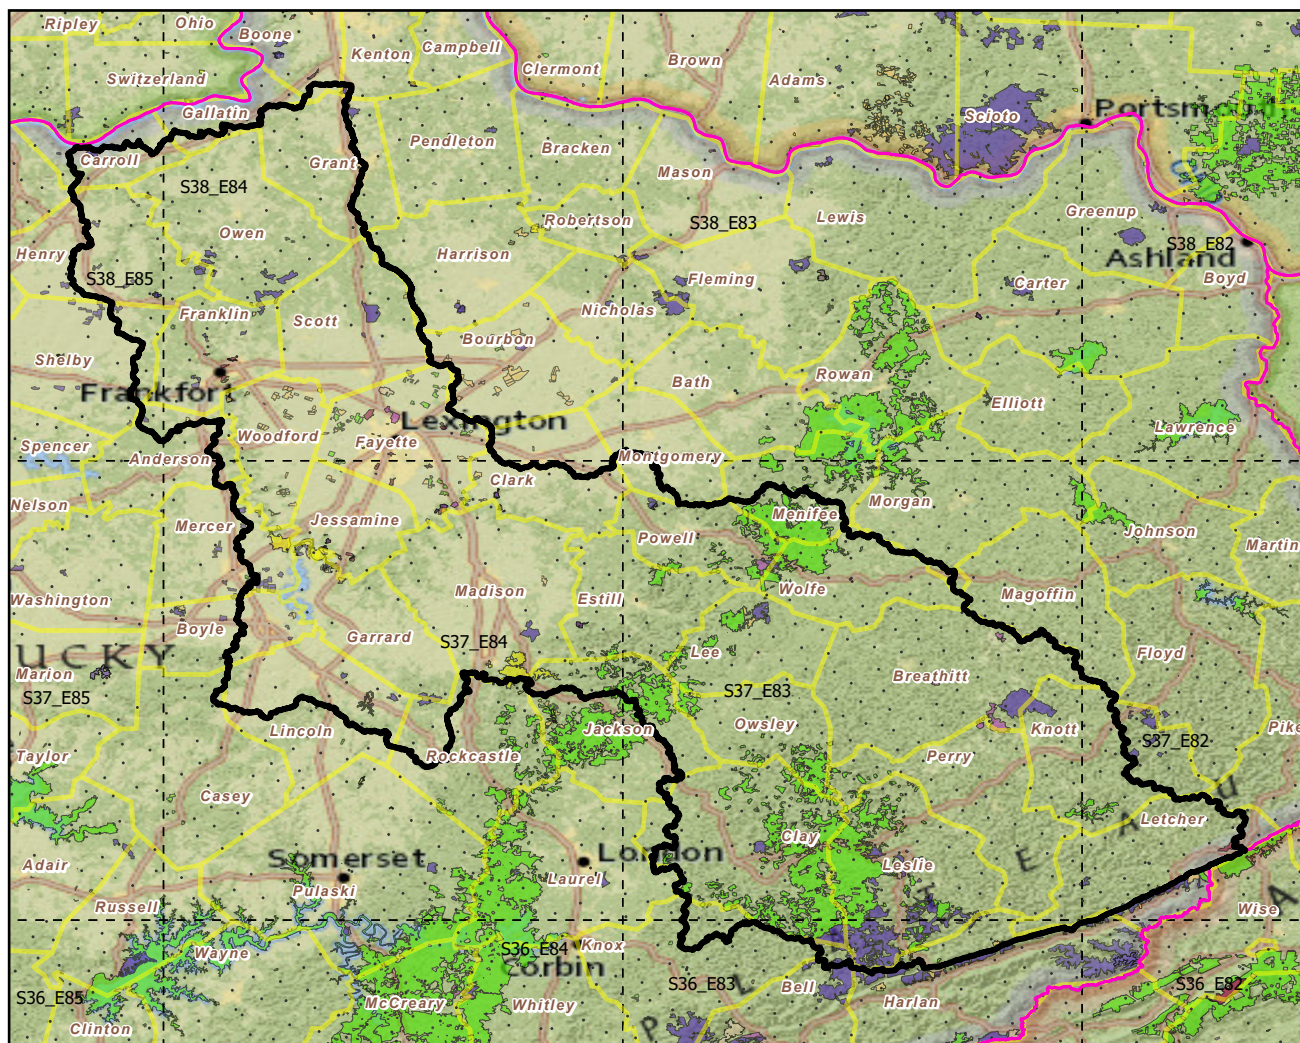 Ripley
Ohio
Boone
Kenton
Campbell
Clermont
Brown
Adams
Switzerland
Gallatin
Scioto
Portsmouth
Carroll
Grant
Pendleton
Bracken
Mason
S38_E84
Owen
Robertson
S38_E83
Lewis
Greenup
S38_E82
Henry
Harrison
Ashland
S38_E85
Fleming
Carter
Boyd
Franklin
Scott
Nicholas
Shelby
Bourbon
Frankfor
Bath
Rowan
Elliott
Lexington
Spencer
Woodford
Fayette
Lawrence
Anderson
Montgomery
Clark
Nelson
Mercer
Jessamine
Menifee
Morgan
Powell
Johnson
Martin
Washington
Madison
Estill
Wolfe
Magoffin
Boyle
Garrard
S37_E84
UCKY
Lee
Floyd
Marion
S37_E85
Breathitt
S37_E83
Lincoln
Jackson
Owsley
Knott
Pike
S37_E82
Taylor
Rockcastle
Perry
Casey
Letcher
Clay
Somerset
London
Adair
Leslie
Pulaski
Laurel
Russell
Wise
Wayne
S36_E84
Knox
Corbin
S36_E85
McCreary
Whitley
S36_E83
Bell
Harlan
S36_E82
Clinton